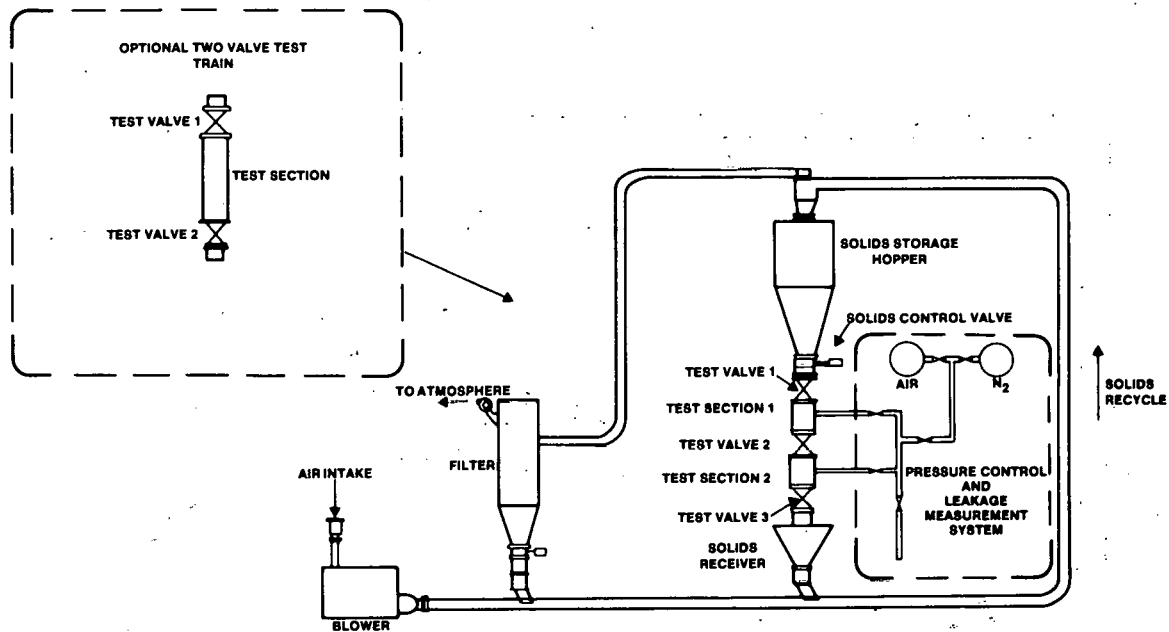 OPTIONAL TWO VALVE TEST
TRAIN
TEST VALVE 1
TEST SECTION
TEST VALVE 2
SOLIDS STORAGE
HOPPER
SOLIDS CONTROL VALVE
TEST VALVE 1
AIR
N2
SOLIDS
RECYCLE
TO ATMOSPHERE
TEST SECTION 1
TEST VALVE 2
FILTER
TEST SECTION 2
PRESSURE CONTROL
AND
LEAKAGE
MEASUREMENT
SYSTEM
AIR INTAKE
TEST VALVE 3
SOLIDS
RECEIVER
BLOWER